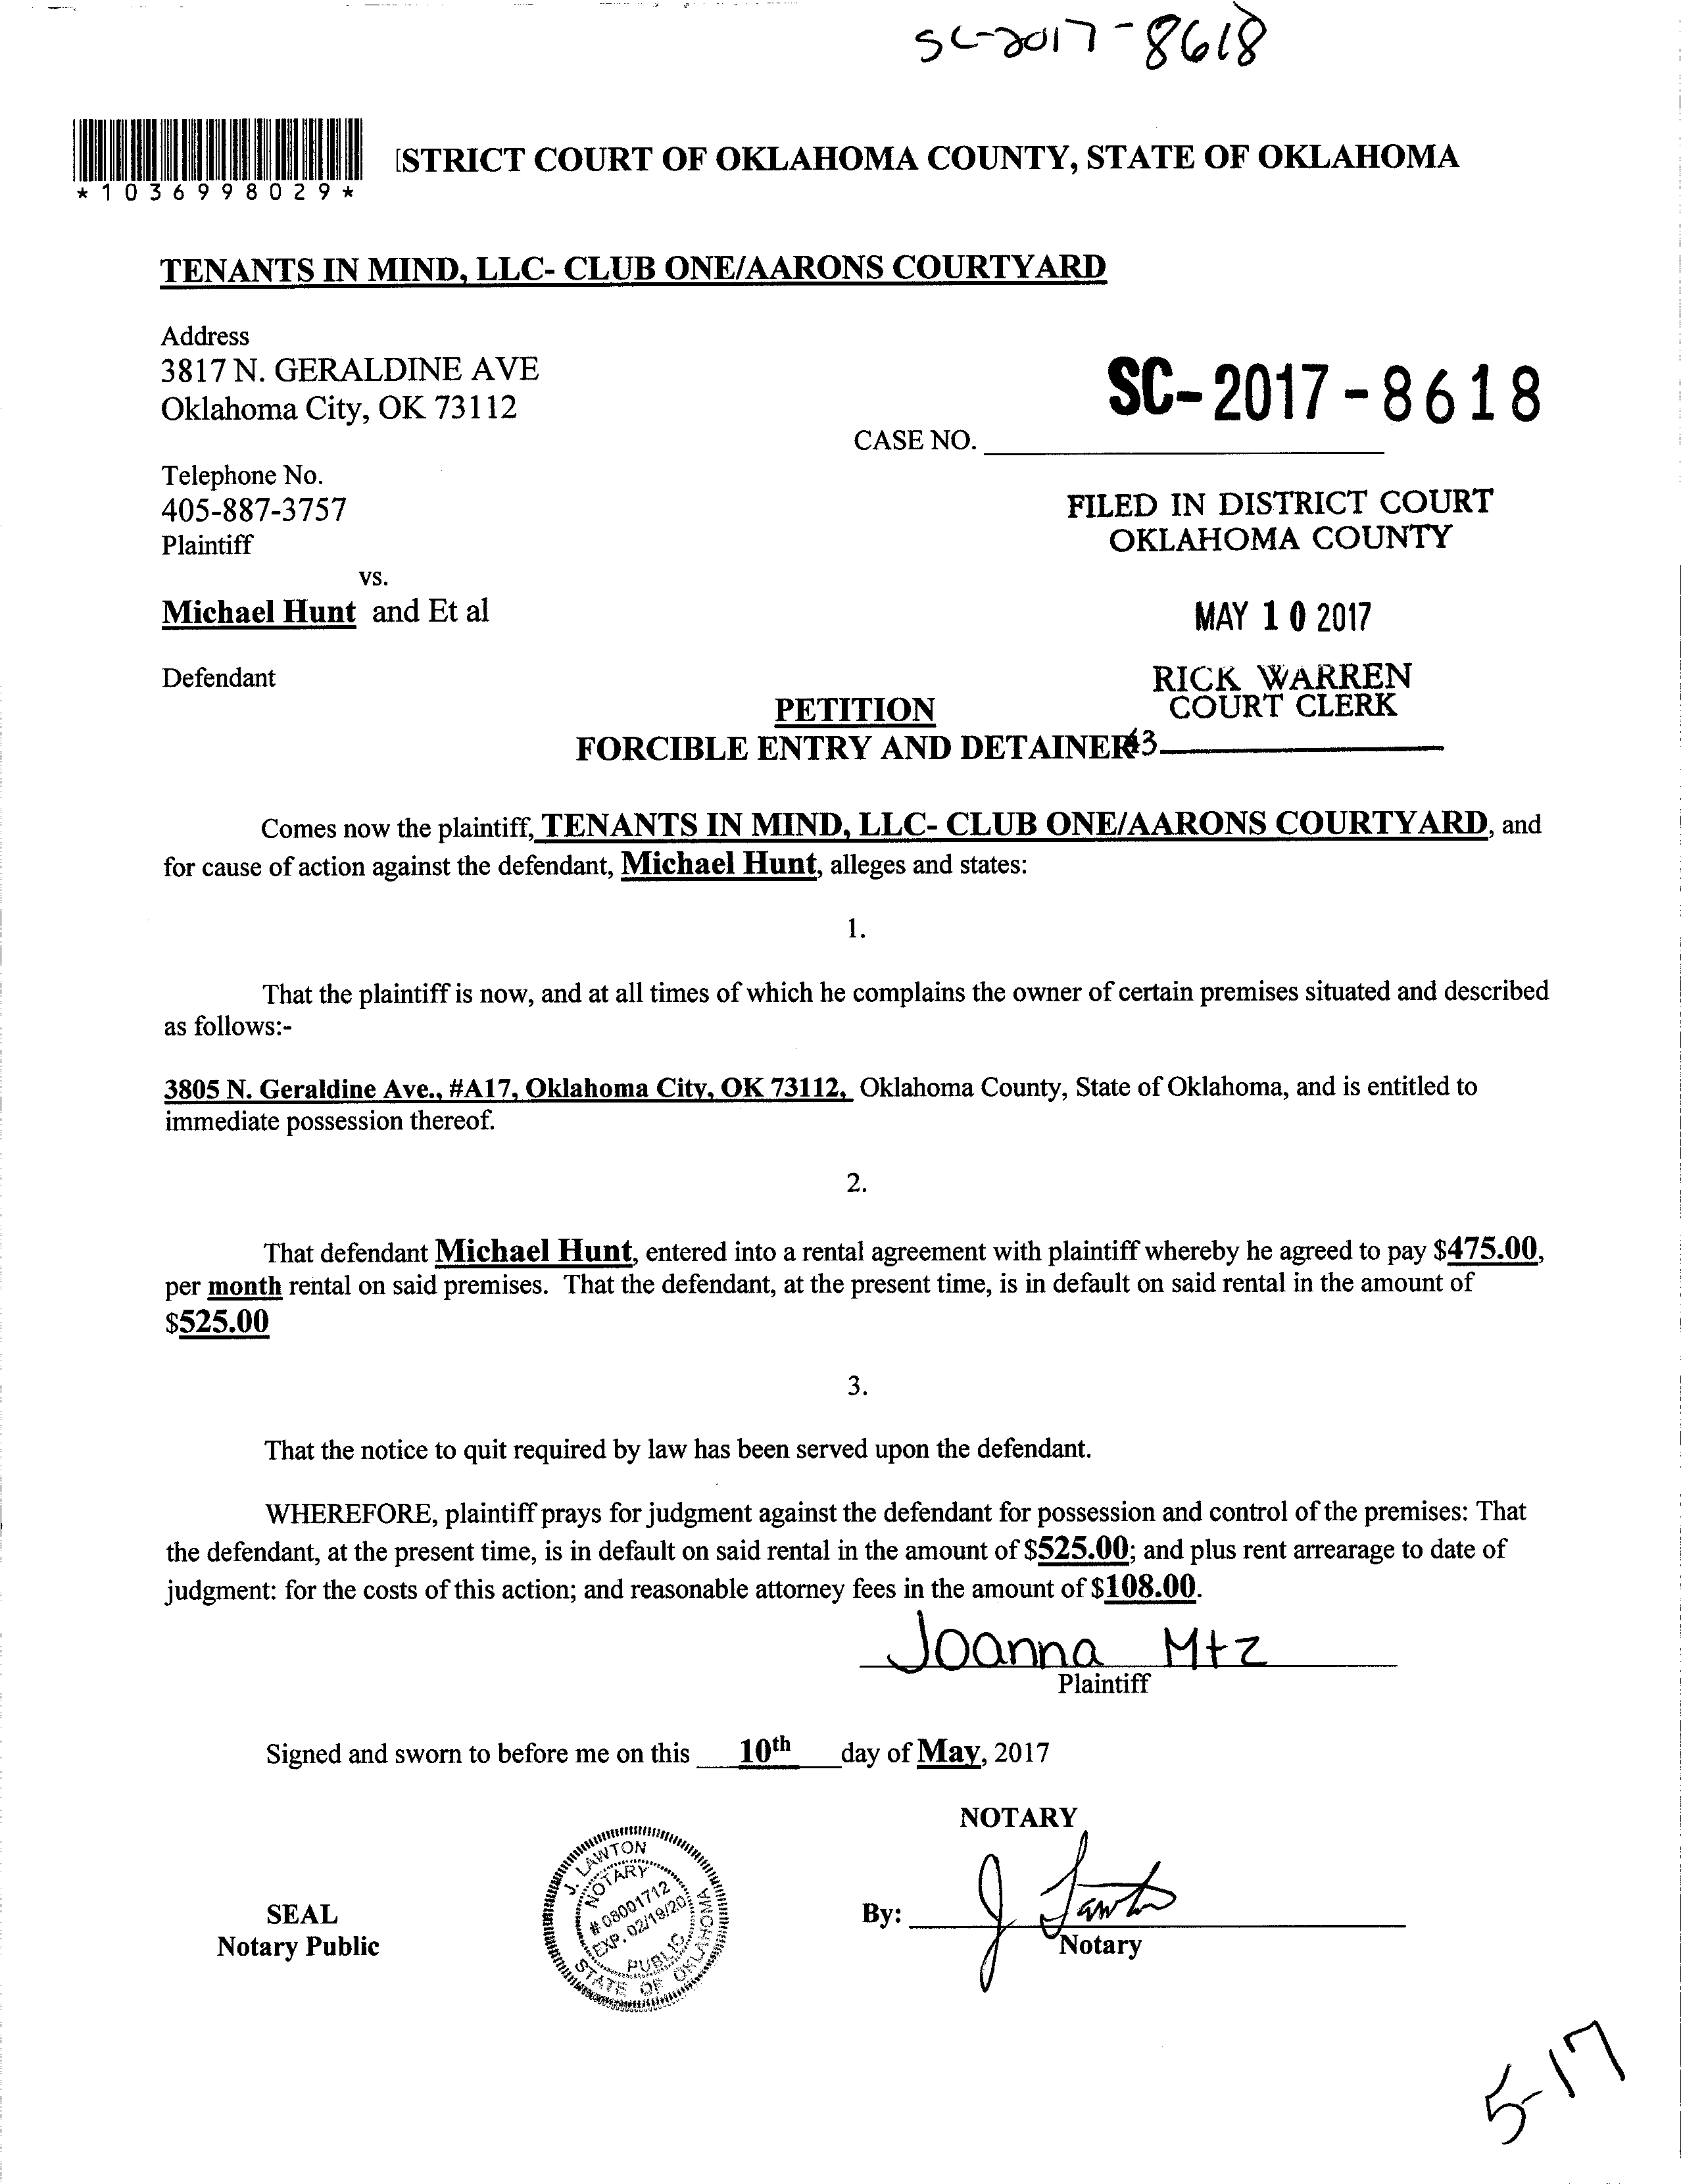 SC-2017-8618
*1036998029*
STRICT COURT OF OKLAHOMA COUNTY, STATE OF OKLAHOMA
TENANTS IN MIND, LLC- CLUB ONE/AARONS COURTYARD
Address
3817 N. GERALDINE AVE
Oklahoma City, OK 73112
SC-2017-8618
CASE NO.
Telephone No.
405-887-3757
Plaintiff
FILED IN DISTRICT COURT
OKLAHOMA COUNTY
vs.
Michael Hunt and Et al
MAY 10 2017
Defendant
RICK WARREN
COURT CLERK
PETITION
FORCIBLE ENTRY AND DETAINER
43
Comes now the plaintiff, TENANTS IN MIND, LLC- CLUB ONE/AARONS COURTYARD, and
for cause of action against the defendant, Michael Hunt, alleges and states:
1.
That the plaintiff is now, and at all times of which he complains the owner of certain premises situated and described
as follows:-
3805 N. Geraldine Ave., #A17, Oklahoma City, OK 73112, Oklahoma County, State of Oklahoma, and is entitled to
immediate possession thereof.
2.
That defendant Michael Hunt, entered into a rental agreement with plaintiff whereby he agreed to pay $475.00,
per month rental on said premises. That the defendant, at the present time, is in default on said rental in the amount of
$525.00
3.
That the notice to quit required by law has been served upon the defendant.
WHEREFORE, plaintiff prays for judgment against the defendant for possession and control of the premises: That
the defendant, at the present time, is in default on said rental in the amount of $525.00; and plus rent arrearage to date of
judgment: for the costs of this action; and reasonable attorney fees in the amount of $108.00.
Joanna Mtz
Plaintiff
Signed and sworn to before me on this 10th day of May, 2017
NOTARY
J. LAWTON
NOTARY
# 08001712
EXP. 02/19/20
PUBLIC
STATE OF OKLAHOMA
SEAL
Notary Public
By: J Lawton
Notary
5-17